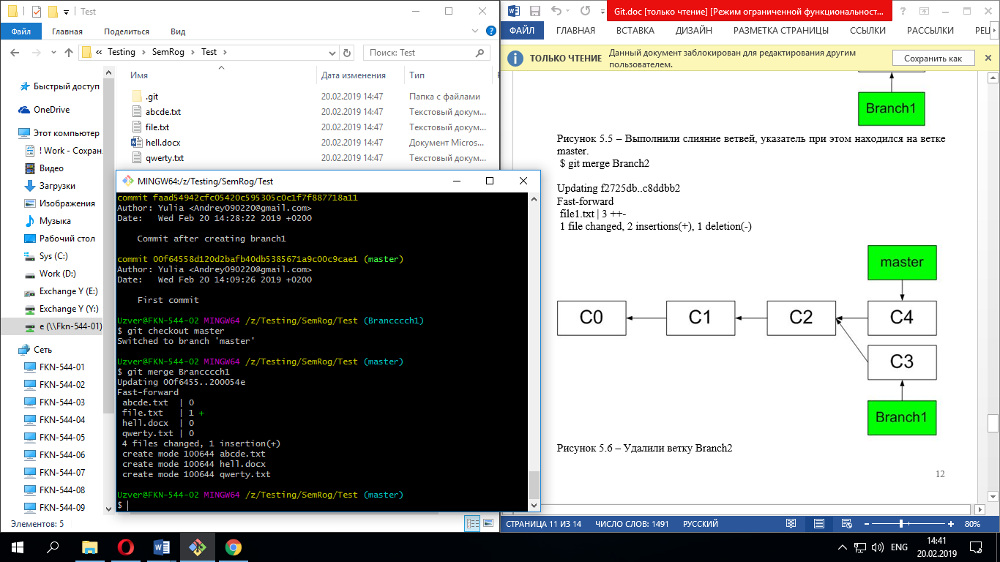 Test
Файл
Главная
Поделиться
Вид
« Testing > SemRog > Test >
Поиск: Test
Имя
Дата изменения
Тип
Быстрый доступ
OneDrive
Этот компьютер
! Work - Сохран
Видео
Загрузки
Изображения
Музыка
Рабочий стол
Sys (C:)
Work (D:)
Exchange Y (E:)
Exchange Y (Y:)
e (\\Fkn-544-01)
Сеть
FKN-544-01
FKN-544-02
FKN-544-03
FKN-544-04
FKN-544-05
FKN-544-06
FKN-544-07
FKN-544-08
FKN-544-09
.git 20.02.2019 14:47 Папка с файлами
abcde.txt 20.02.2019 14:47 Текстовый докум...
file.txt 20.02.2019 14:47 Текстовый докум...
hell.docx 20.02.2019 14:47 Документ Micros...
qwerty.txt 20.02.2019 14:47 Текстовый докум...
Элементов: 5
MINGW64:/z/Testing/SemRog/Test
commit faad54942cfc05420c595305c0c1f7f887718a11
Author: Yulia <Andrey090220@gmail.com>
Date:   Wed Feb 20 14:28:22 2019 +0200
Commit after creating branch1
commit 00f64558d120d2bafb40db5385671a9c00c9cae1 (master)
Author: Yulia <Andrey090220@gmail.com>
Date:   Wed Feb 20 14:09:26 2019 +0200
First commit
Uzver@FKN-544-02 MINGW64 /z/Testing/SemRog/Test (Brancccch1)
$ git checkout master
Switched to branch 'master'
Uzver@FKN-544-02 MINGW64 /z/Testing/SemRog/Test (master)
$ git merge Brancccch1
Updating 00f6455..200054e
Fast-forward
abcde.txt  | 0
file.txt   | 1 +
hell.docx  | 0
qwerty.txt | 0
4 files changed, 1 insertion(+)
create mode 100644 abcde.txt
create mode 100644 hell.docx
create mode 100644 qwerty.txt
Uzver@FKN-544-02 MINGW64 /z/Testing/SemRog/Test (master)
$
Git.doc [только чтение] [Режим ограниченной функциональност...
ФАЙЛ ГЛАВНАЯ ВСТАВКА ДИЗАЙН РАЗМЕТКА СТРАНИЦЫ ССЫЛКИ РАССЫЛКИ РЕЦ
ТОЛЬКО ЧТЕНИЕ
Данный документ заблокирован для редактирования другим
пользователем.
Сохранить как
Branch1
Рисунок 5.5 – Выполнили слияние ветвей, указатель при этом находился на ветке
master.
$ git merge Branch2
Updating f2725db..c8ddbb2
Fast-forward
file1.txt | 3 ++-
1 file changed, 2 insertions(+), 1 deletion(-)
master
C0
C1
C2
C4
C3
Branch1
Рисунок 5.6 – Удалили ветку Branch2
12
СТРАНИЦА 11 ИЗ 14 ЧИСЛО СЛОВ: 1491 РУССКИЙ
80%
ENG
14:41
20.02.2019